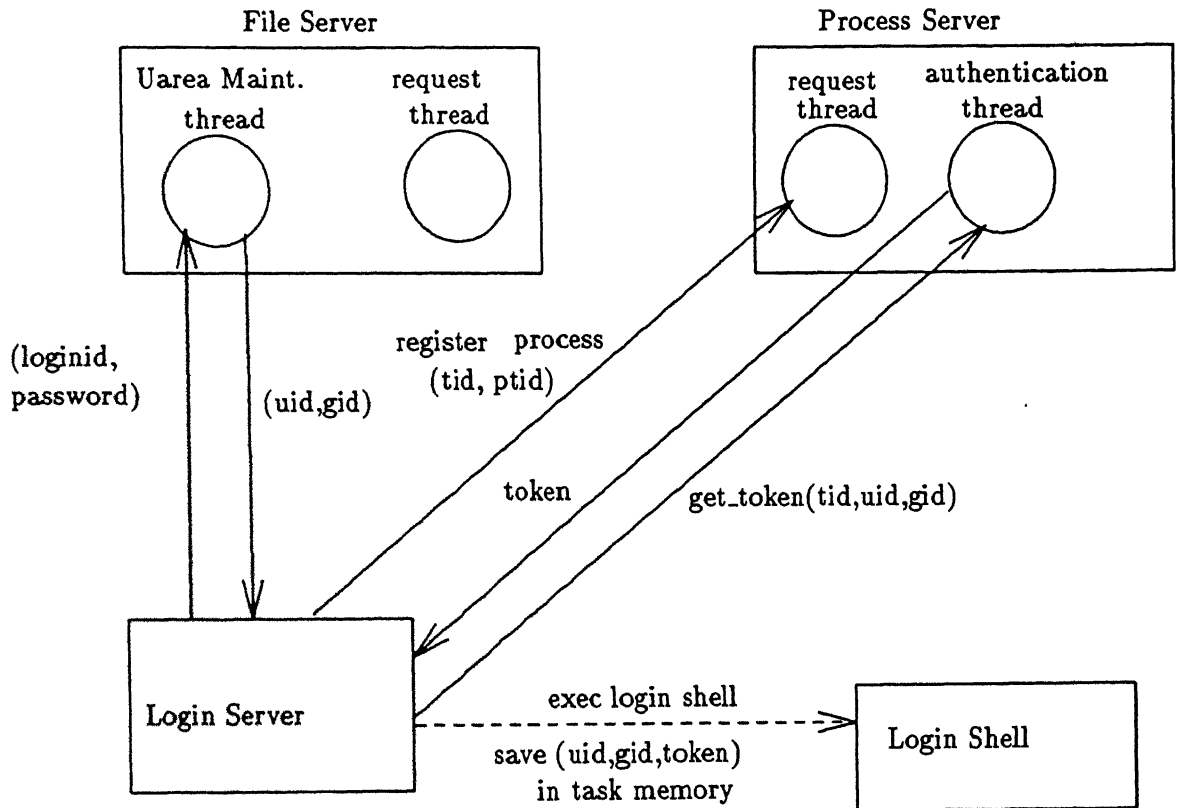 File Server
Process Server
Uarea Maint.
thread
request
thread
request
thread
authentication
thread
(loginid,
password)
(uid,gid)
register process
(tid, ptid)
token
get_token(tid,uid,gid)
Login Server
exec login shell
save (uid,gid,token)
in task memory
Login Shell